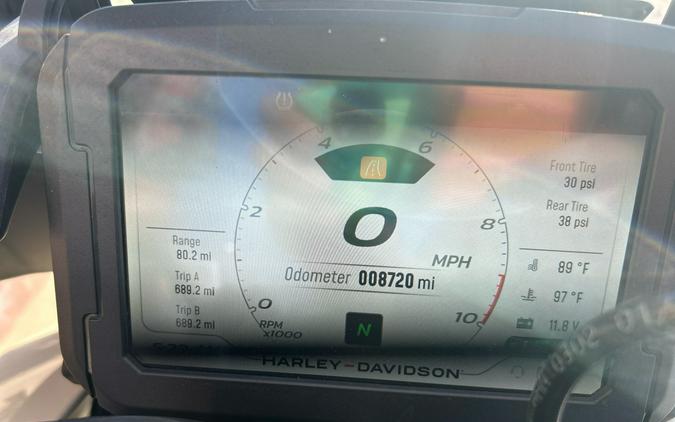 4
6
2
8
0
10
RPM
x1000
0
MPH
Odometer 008720 mi
N
Range
80.2 mi
Trip A
689.2 mi
Trip B
689.2 mi
Front Tire
30 psi
Rear Tire
38 psi
89 °F
97 °F
11.8 V
HARLEY-DAVIDSON